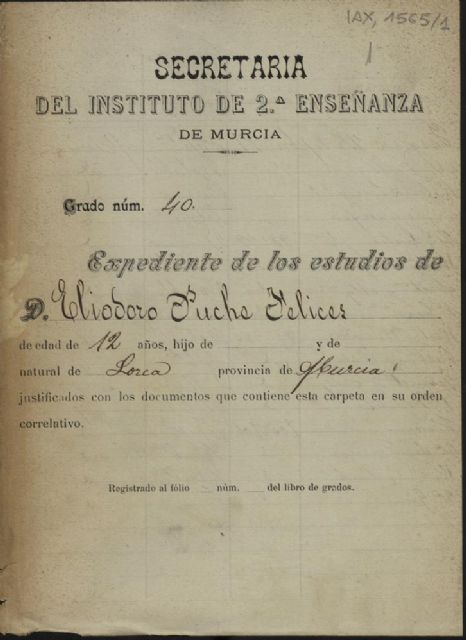 IAX, 1565/1
1
SECRETARIA
DEL INSTITUTO DE 2.ª ENSEÑANZA
DE MURCIA
Grado núm. 40.
Expediente de los estudios de
D. Eliodoro Puche Felices
de edad de 12 años, hijo de y de
natural de Lorca provincia de Murcia
justificados con los documentos que contiene esta carpeta en su orden
correlativo.
Registrado al fólio núm. del libro de grados.